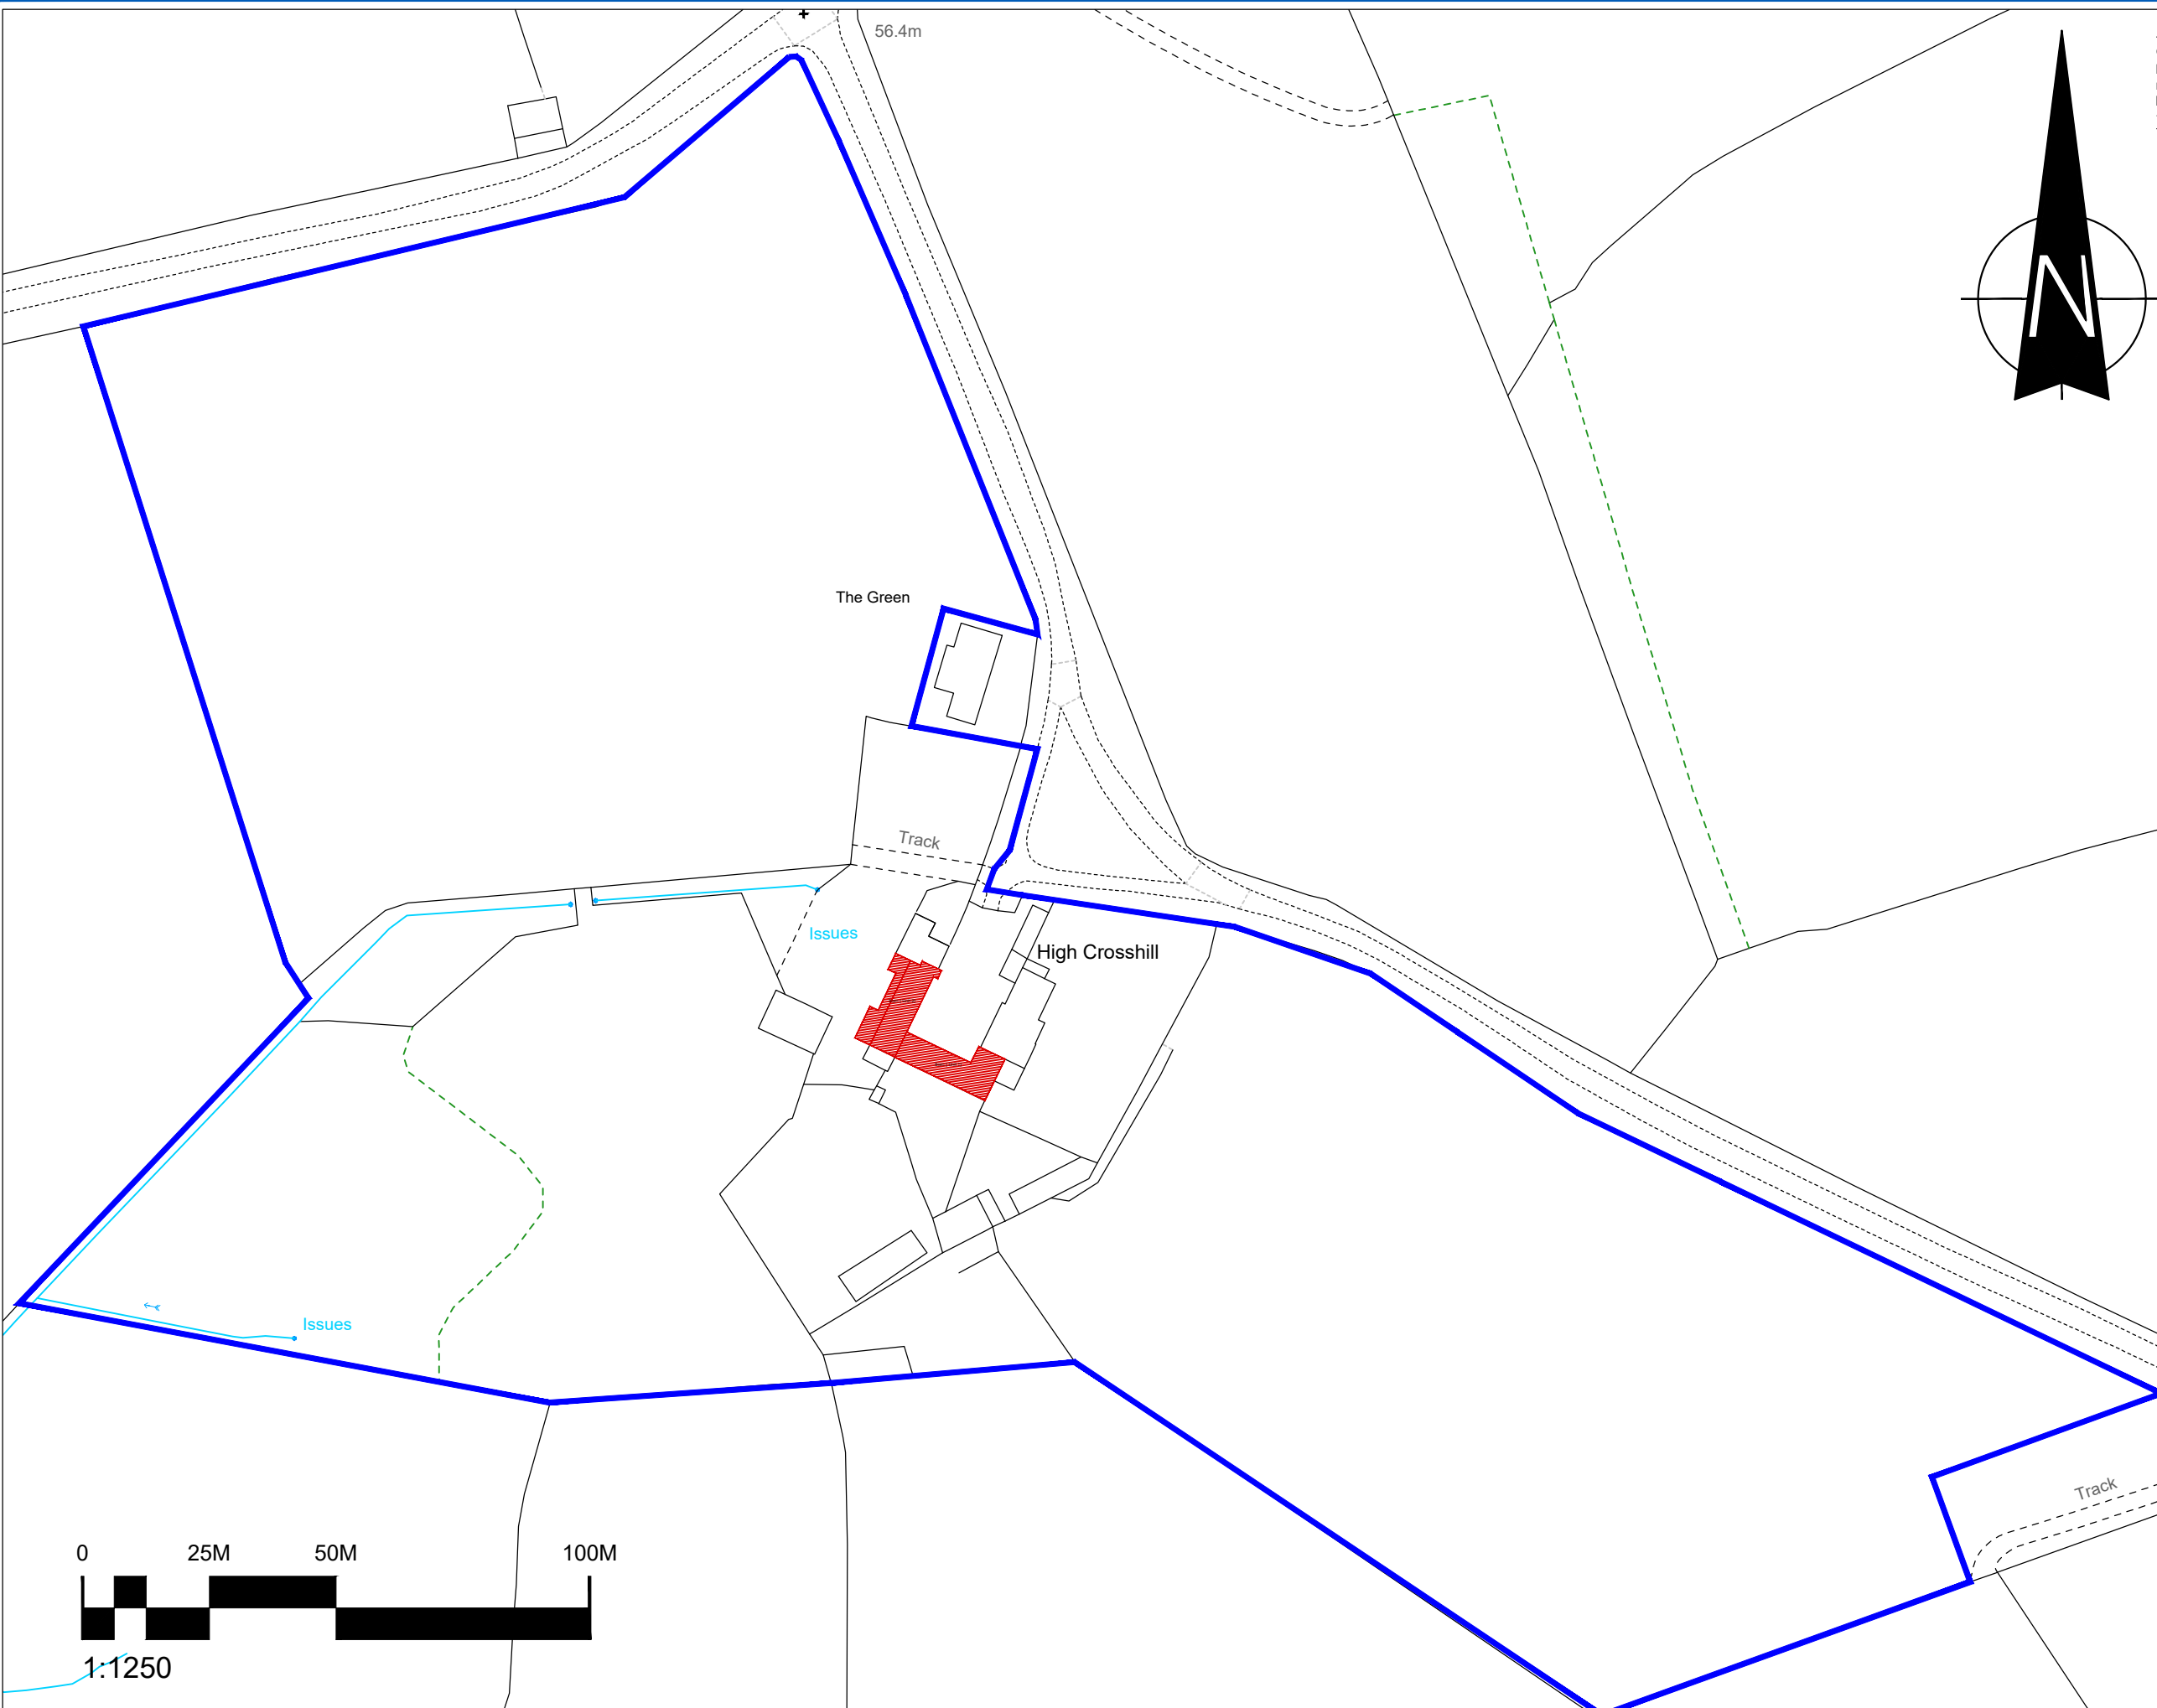 56.4m
N
The Green
Track
Issues
High Crosshill
Issues
Track
0 25M 50M 100M
1:1250